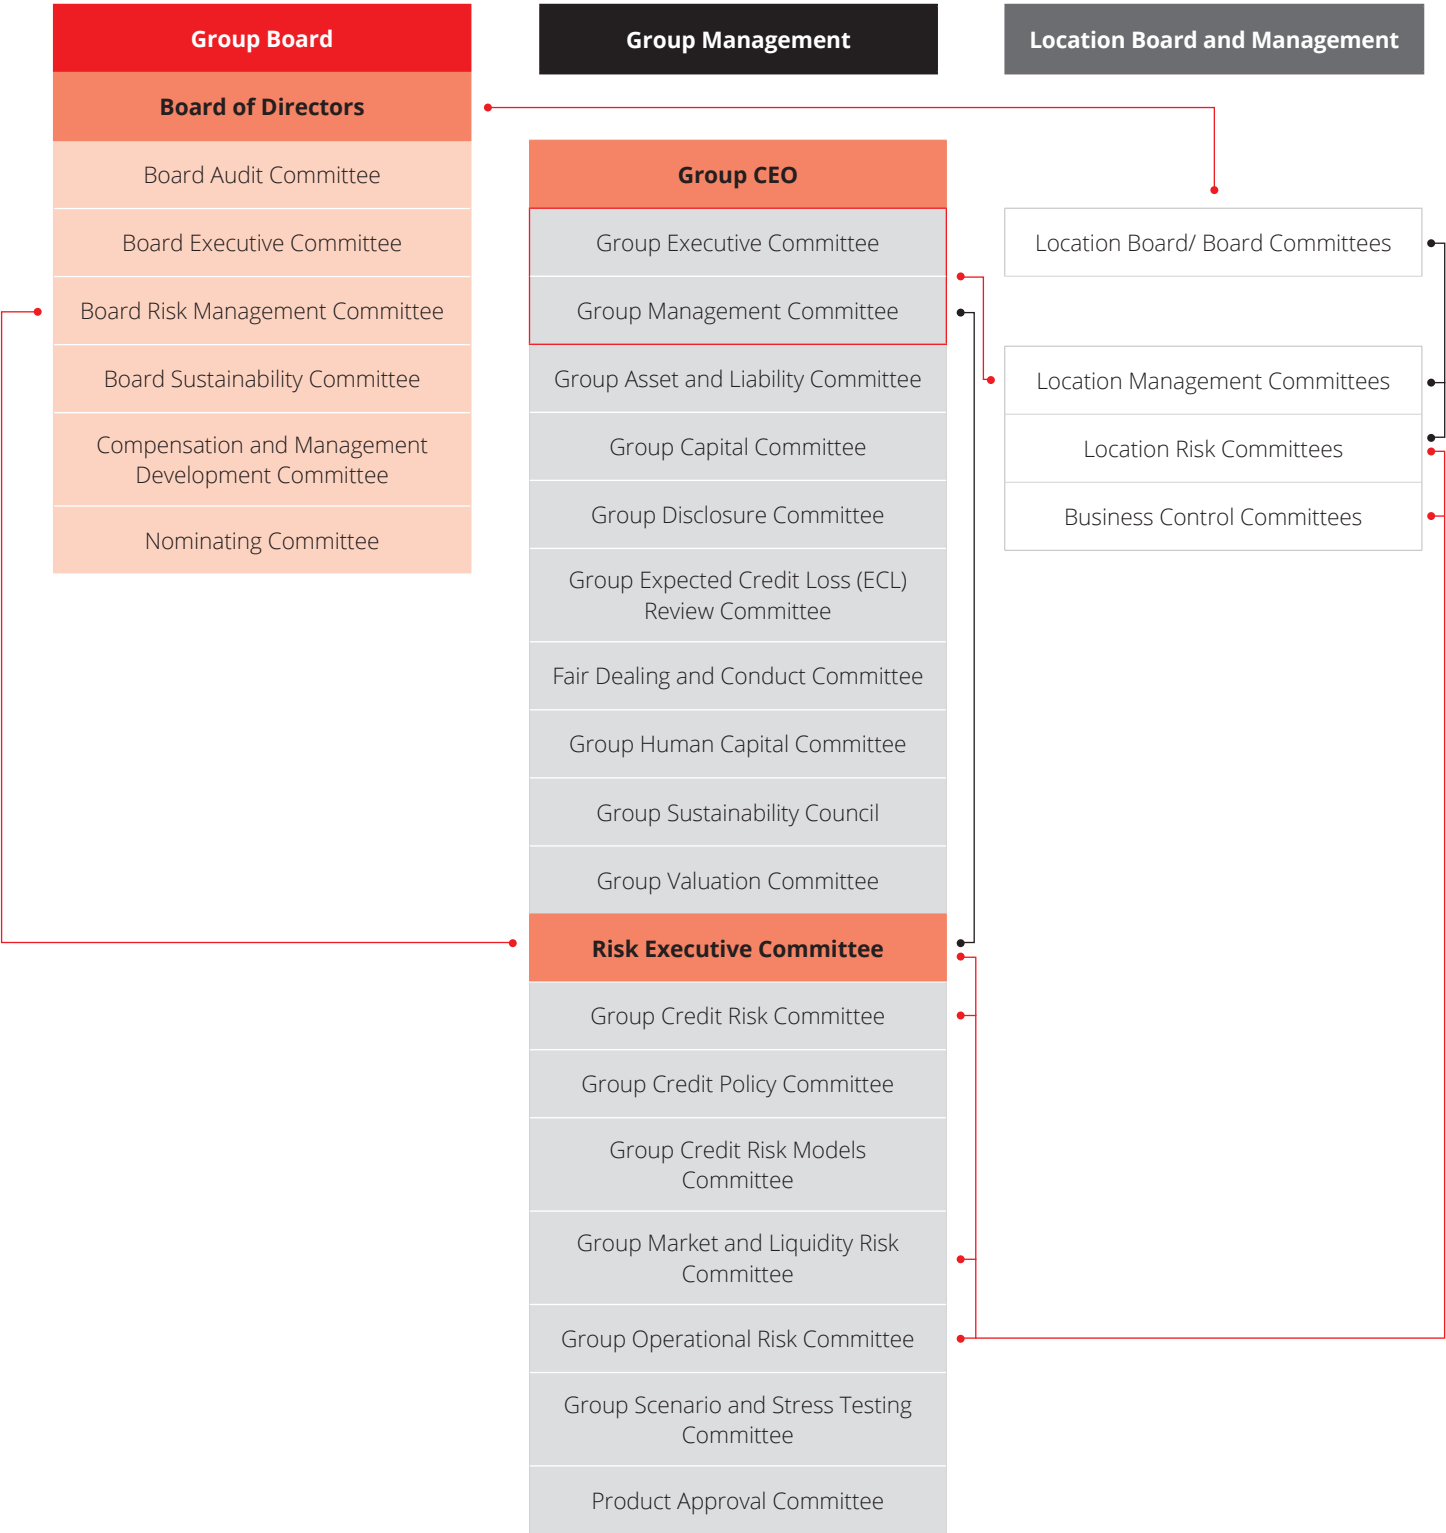 Group Board
Board of Directors
Board Audit Committee
Board Executive Committee
Board Risk Management Committee
Board Sustainability Committee
Compensation and Management
Development Committee
Nominating Committee
Group Management
Group CEO
Group Executive Committee
Group Management Committee
Group Asset and Liability Committee
Group Capital Committee
Group Disclosure Committee
Group Expected Credit Loss (ECL)
Review Committee
Fair Dealing and Conduct Committee
Group Human Capital Committee
Group Sustainability Council
Group Valuation Committee
Risk Executive Committee
Group Credit Risk Committee
Group Credit Policy Committee
Group Credit Risk Models
Committee
Group Market and Liquidity Risk
Committee
Group Operational Risk Committee
Group Scenario and Stress Testing
Committee
Product Approval Committee
Location Board and Management
Location Board/ Board Committees
Location Management Committees
Location Risk Committees
Business Control Committees